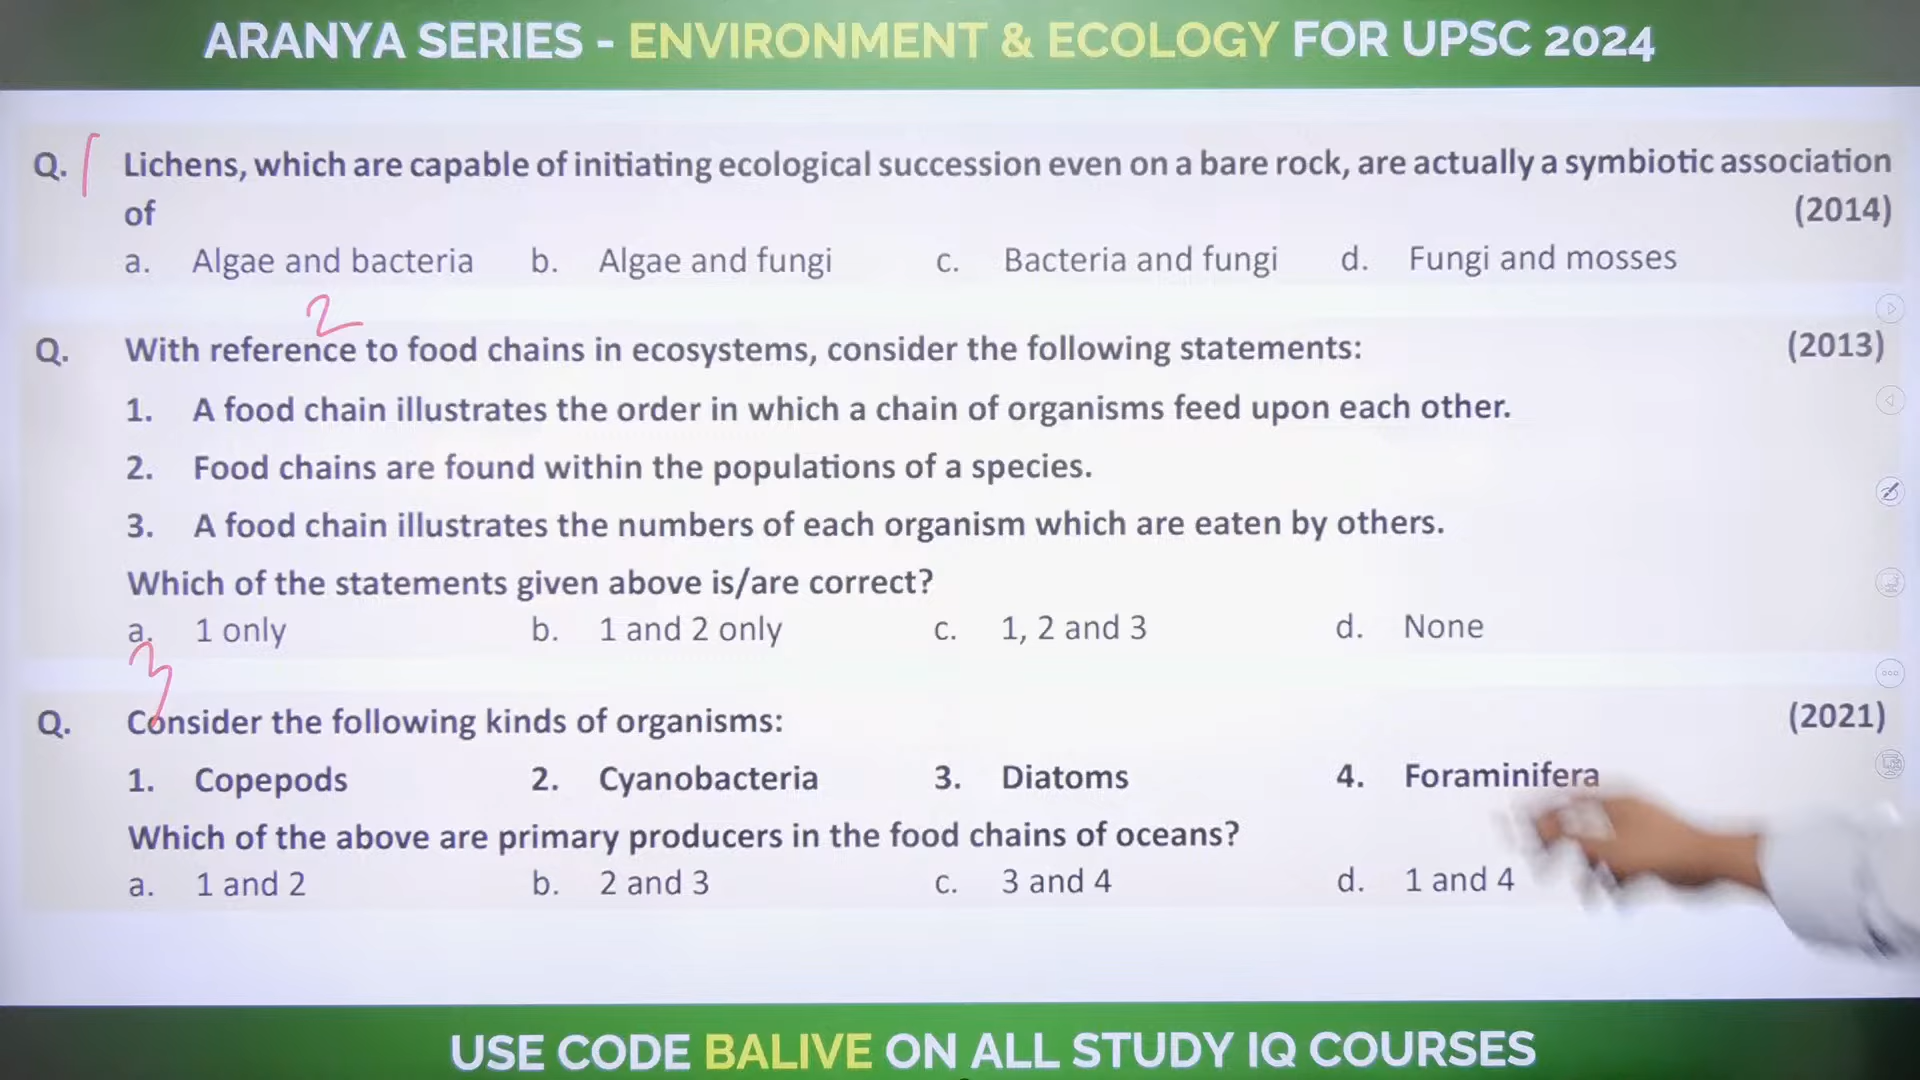 ARANYA SERIES - ENVIRONMENT & ECOLOGY FOR UPSC 2024
Q. 1 Lichens, which are capable of initiating ecological succession even on a bare rock, are actually a symbiotic association
of (2014)
a. Algae and bacteria b. Algae and fungi c. Bacteria and fungi d. Fungi and mosses
2
Q. With reference to food chains in ecosystems, consider the following statements: (2013)
1. A food chain illustrates the order in which a chain of organisms feed upon each other.
2. Food chains are found within the populations of a species.
3. A food chain illustrates the numbers of each organism which are eaten by others.
Which of the statements given above is/are correct?
a. 1 only b. 1 and 2 only c. 1, 2 and 3 d. None
3
Q. Consider the following kinds of organisms: (2021)
1. Copepods 2. Cyanobacteria 3. Diatoms 4. Foraminifera
Which of the above are primary producers in the food chains of oceans?
a. 1 and 2 b. 2 and 3 c. 3 and 4 d. 1 and 4
USE CODE BALIVE ON ALL STUDY IQ COURSES